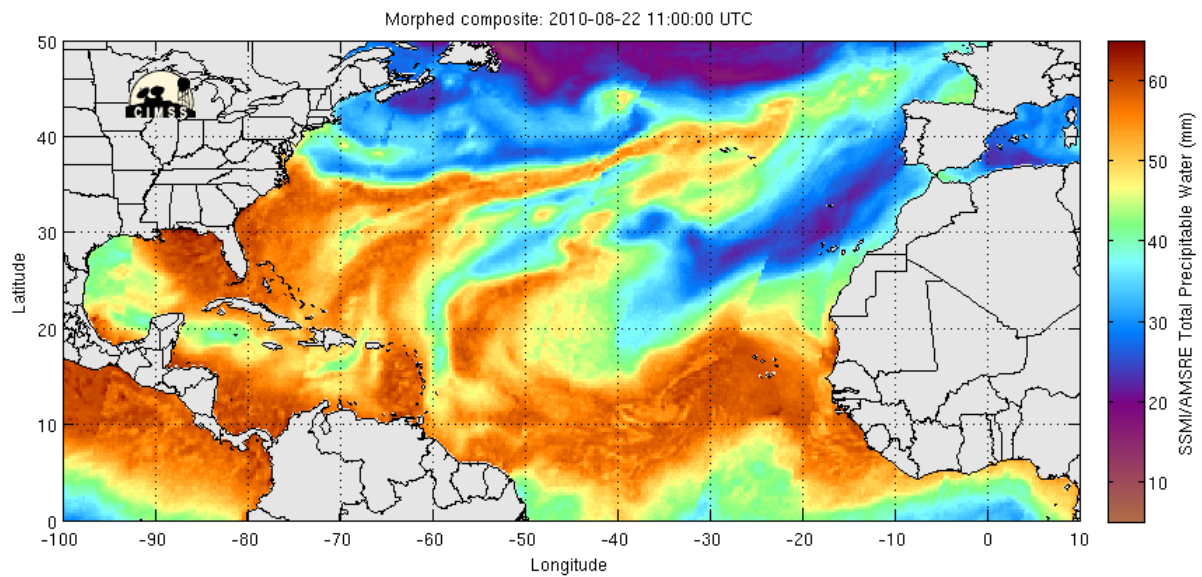 Morphed composite: 2010-08-22 11:00:00 UTC
CIMSS
50
40
30
20
10
0
Latitude
-100 -90 -80 -70 -60 -50 -40 -30 -20 -10 0 10
Longitude
60
50
40
30
20
10
SSMI/AMSRE Total Precipitable Water (mm)